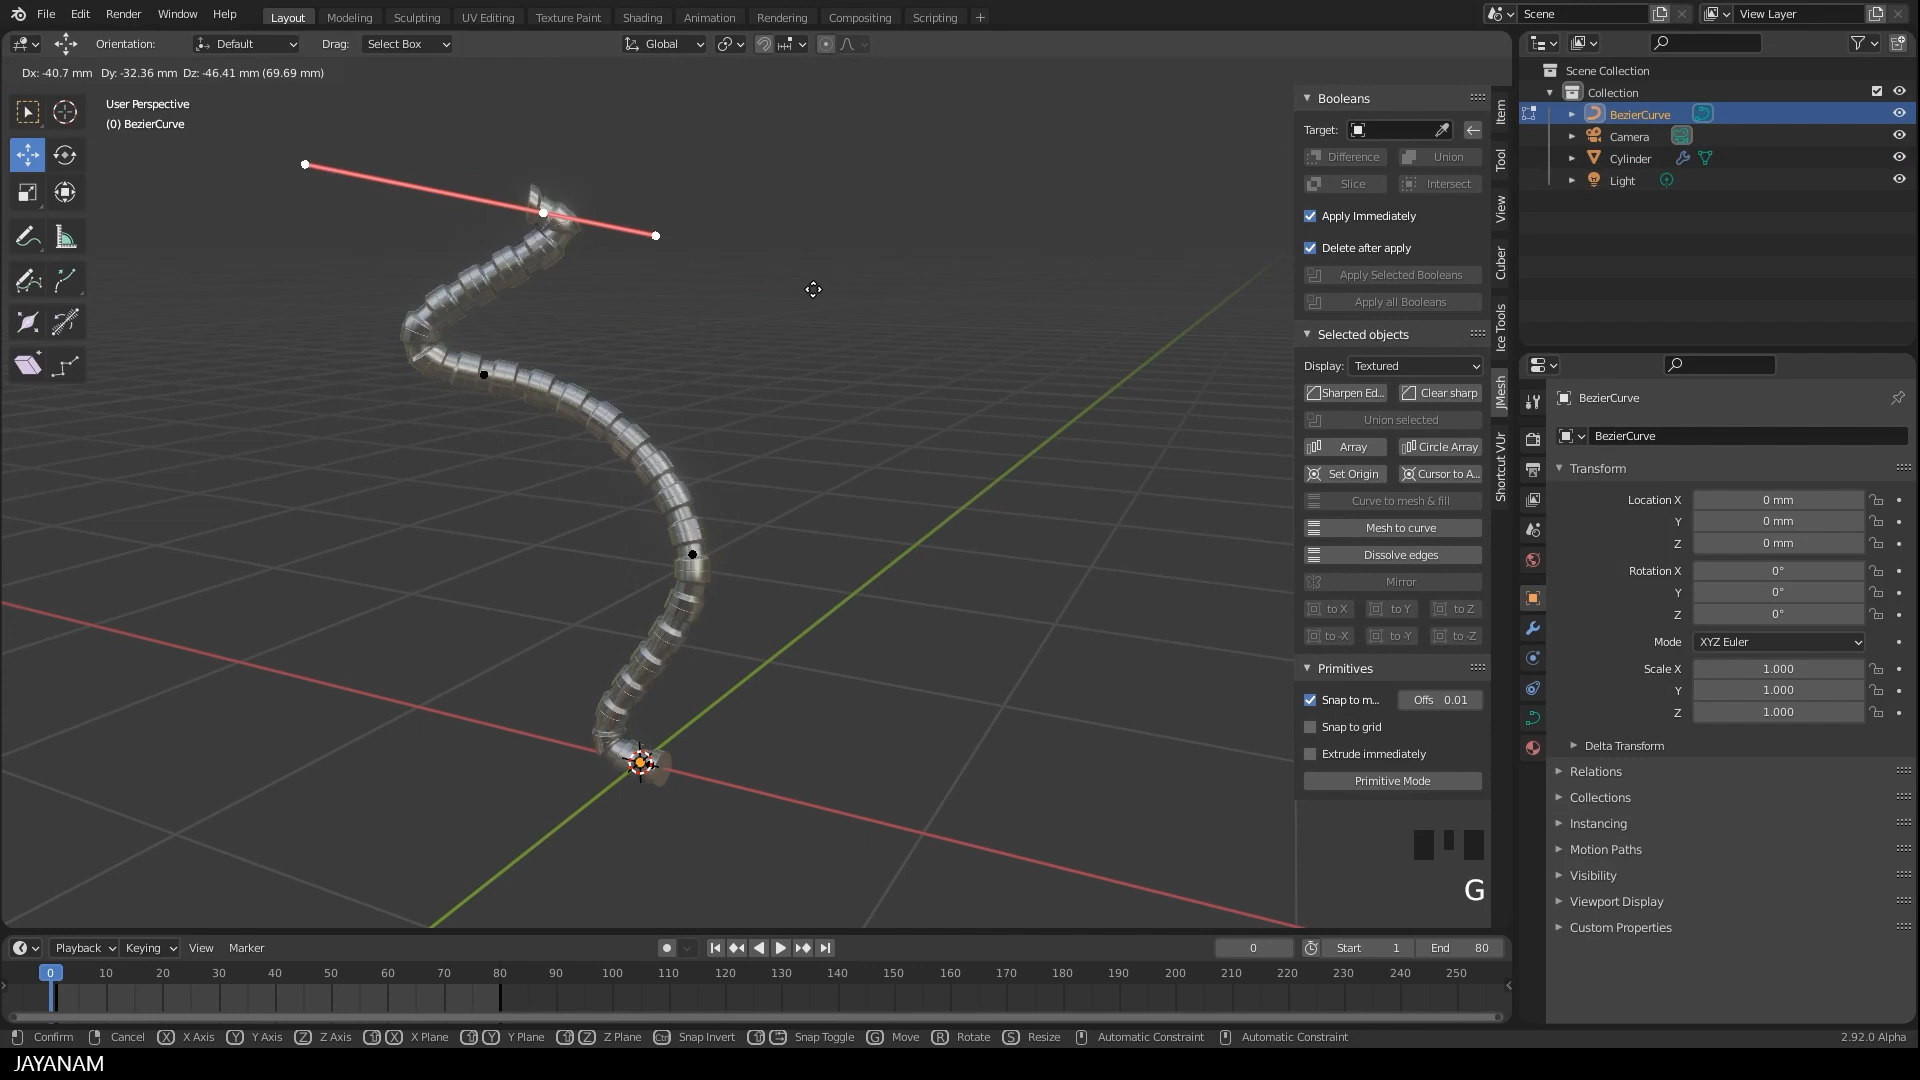 File Edit Render Window Help Layout Modeling Sculpting UV Editing Texture Paint Shading Animation Rendering Compositing Scripting + Scene View Layer
Orientation: Default Drag: Select Box Global
Dx: -40.7 mm Dy: -32.36 mm Dz: -46.41 mm (69.69 mm)
User Perspective
(0) BezierCurve
Booleans
Target:
Difference Union
Slice Intersect
Apply Immediately
Delete after apply
Apply Selected Booleans
Apply all Booleans
Selected objects
Display: Textured
Sharpen Ed... Clear sharp
Union selected
Array Circle Array
Set Origin Cursor to A...
Curve to mesh & fill
Mesh to curve
Dissolve edges
Mirror
to X to Y to Z
to -X to -Y to -Z
Primitives
Snap to m... Offs 0.01
Snap to grid
Extrude immediately
Primitive Mode
G
Item
Tool
View
Cuber
Ice Tools
JMesh
Shortcut VUr
Scene Collection
Collection
BezierCurve
Camera
Cylinder
Light
BezierCurve
BezierCurve
Transform
Location X 0 mm
Y 0 mm
Z 0 mm
Rotation X 0°
Y 0°
Z 0°
Mode XYZ Euler
Scale X 1.000
Y 1.000
Z 1.000
Delta Transform
Relations
Collections
Instancing
Motion Paths
Visibility
Viewport Display
Custom Properties
Playback Keying View Marker 0 Start 1 End 80
0 10 20 30 40 50 60 70 80 90 100 110 120 130 140 150 160 170 180 190 200 210 220 230 240 250
Confirm Cancel X X Axis Y Y Axis Z Z Axis X X Plane Y Y Plane Z Z Plane Ctrl Snap Invert Snap Toggle G Move R Rotate S Resize Automatic Constraint Automatic Constraint 2.92.0 Alpha
JAYANAM